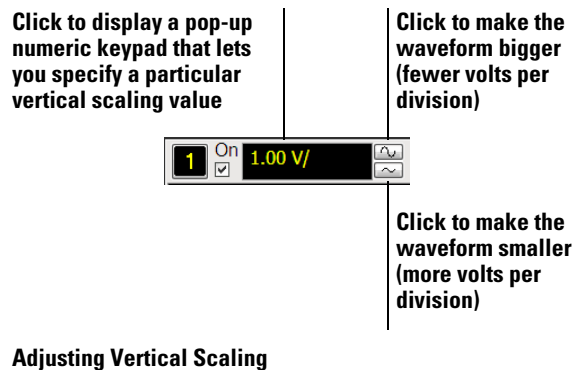 Click to display a pop-up
numeric keypad that lets
you specify a particular
vertical scaling value
Click to make the
waveform bigger
(fewer volts per
division)
1 On 1.00 V/
Click to make the
waveform smaller
(more volts per
division)
Adjusting Vertical Scaling